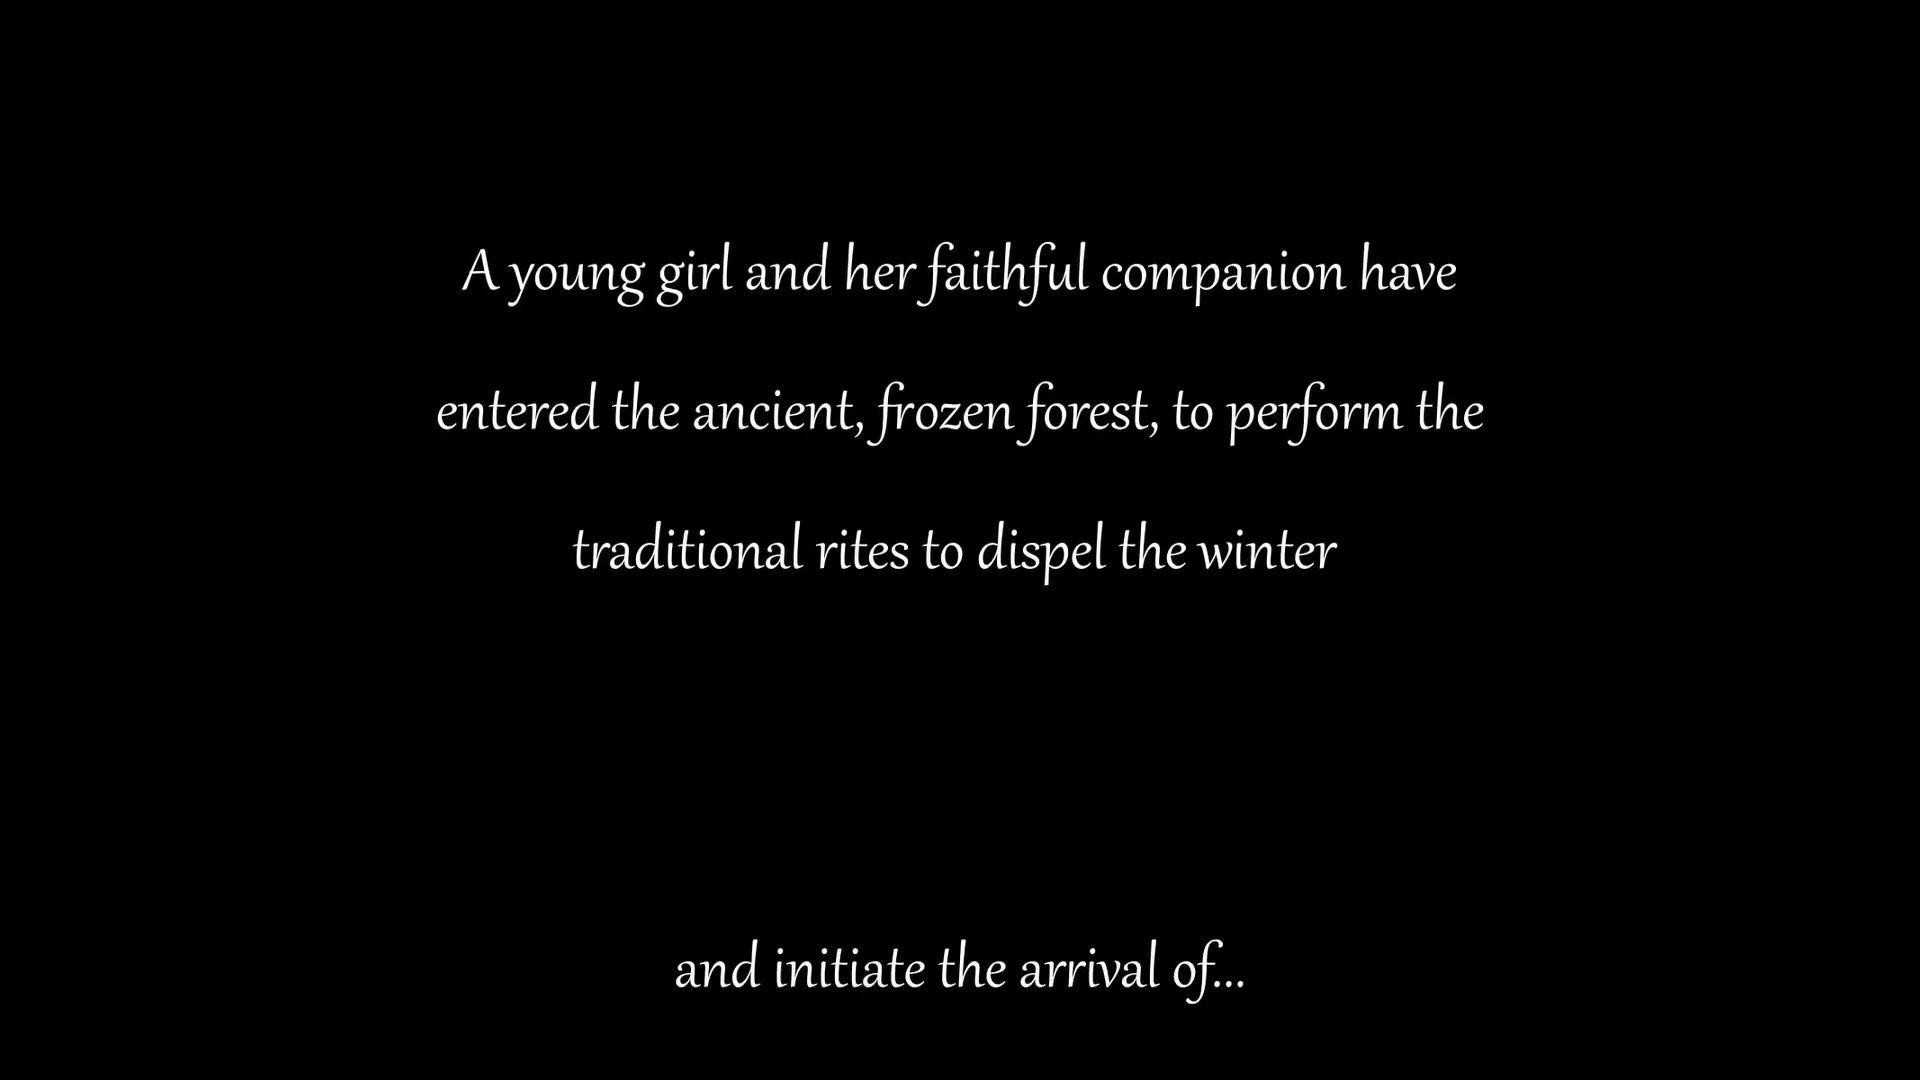 A young girl and her faithful companion have
entered the ancient, frozen forest, to perform the
traditional rites to dispel the winter
and initiate the arrival of...